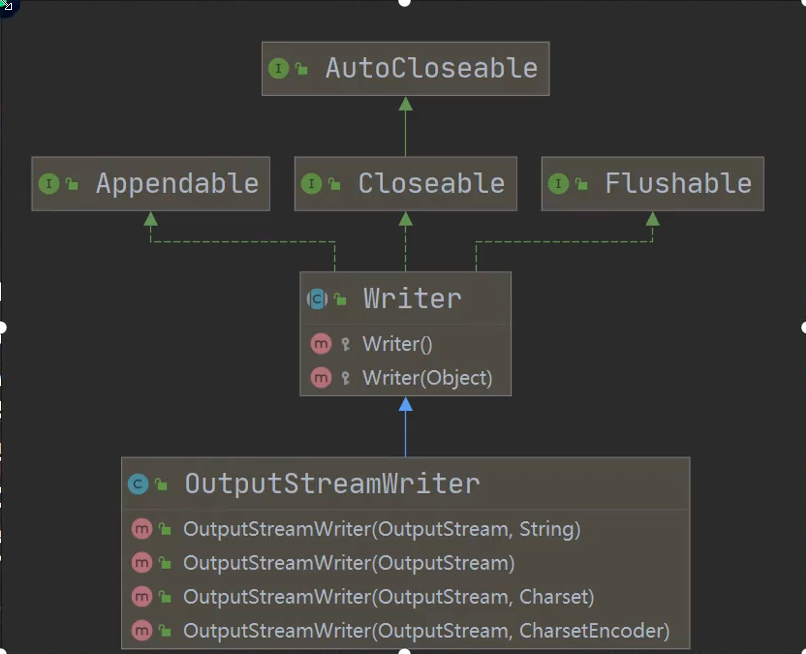 AutoCloseable
Appendable
Closeable
Flushable
Writer
Writer()
Writer(Object)
OutputStreamWriter
OutputStreamWriter(OutputStream, String)
OutputStreamWriter(OutputStream)
OutputStreamWriter(OutputStream, Charset)
OutputStreamWriter(OutputStream, CharsetEncoder)